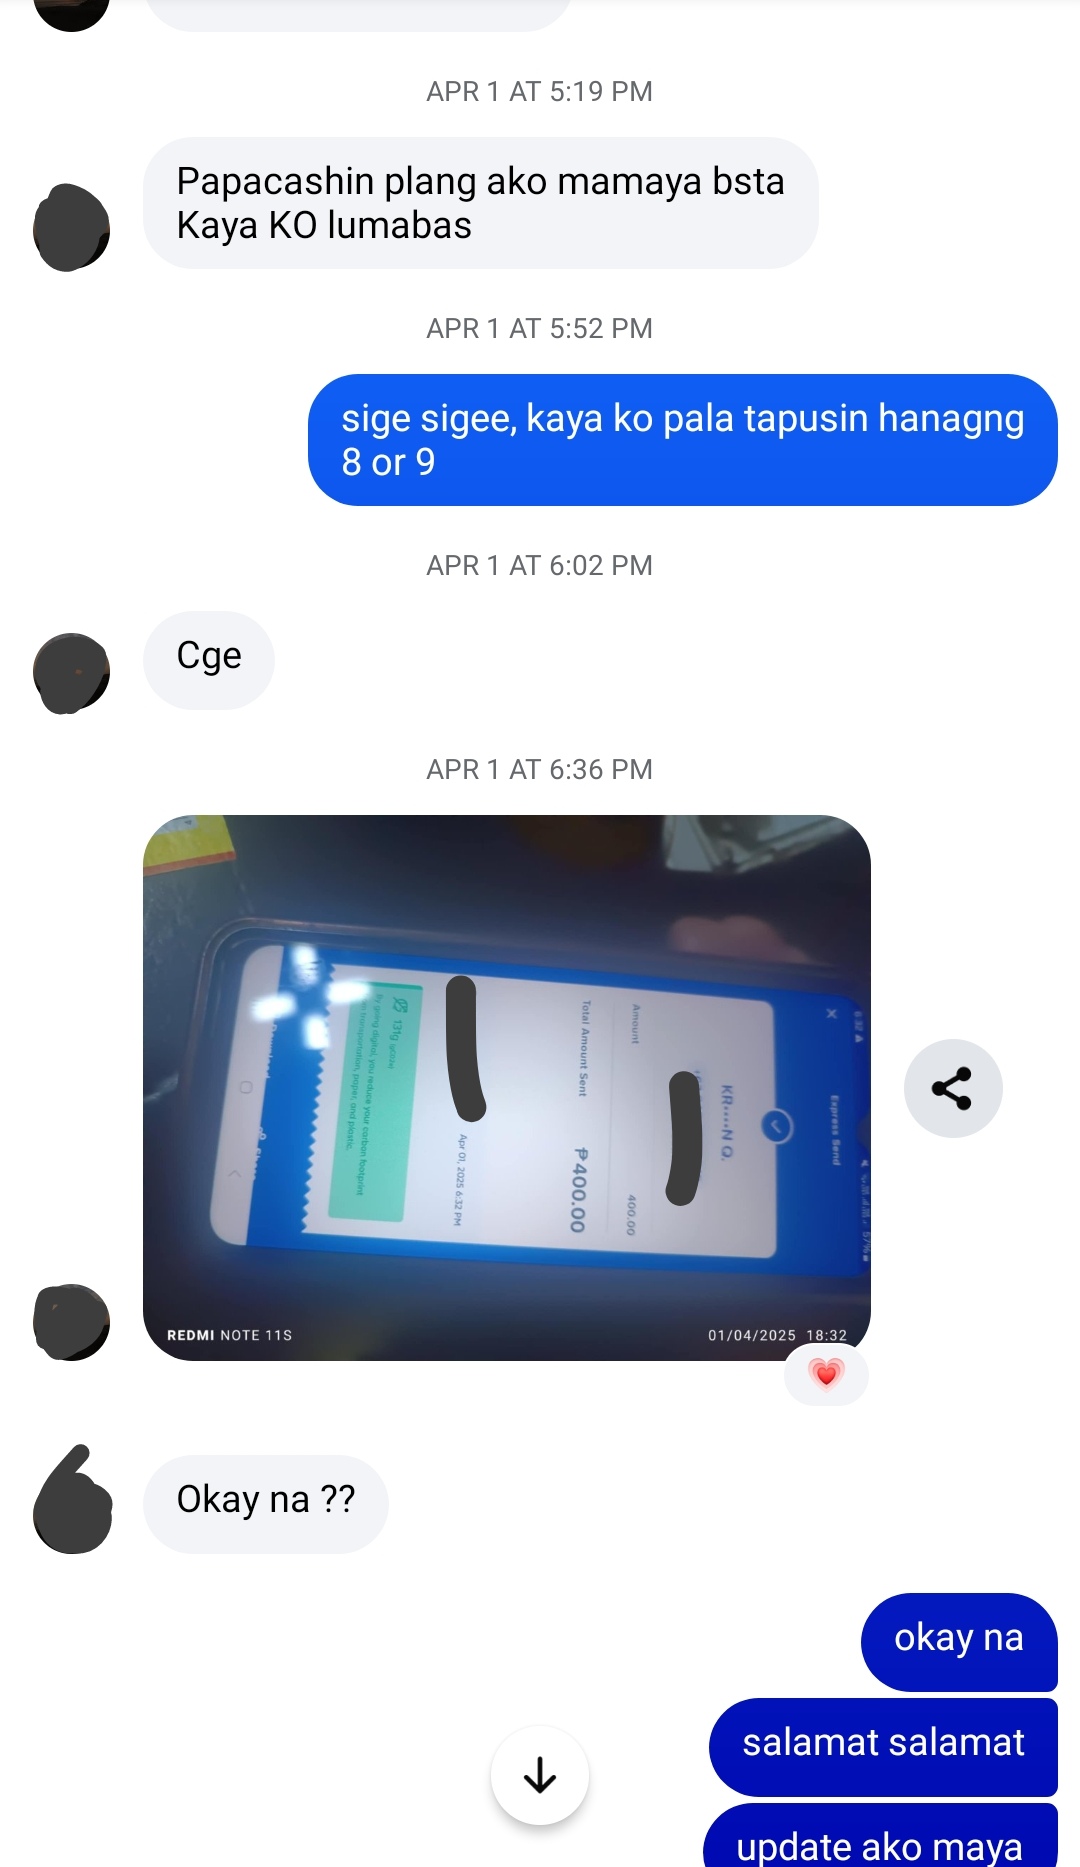 APR 1 AT 5:19 PM
Papacashin plang ako mamaya bsta
Kaya KO lumabas
APR 1 AT 5:52 PM
sige sigee, kaya ko pala tapusin hanagng
8 or 9
APR 1 AT 6:02 PM
Cge
APR 1 AT 6:36 PM
Express Send
KR••••N Q.
Amount 400.00
Total Amount Sent ₱400.00
Apr 01, 2025 6:32 PM
131g
By going digital, you reduce your carbon footprint
transportation, paper, and plastic.
REDMI NOTE 11S
01/04/2025 18:32
Okay na ??
okay na
salamat salamat
update ako maya